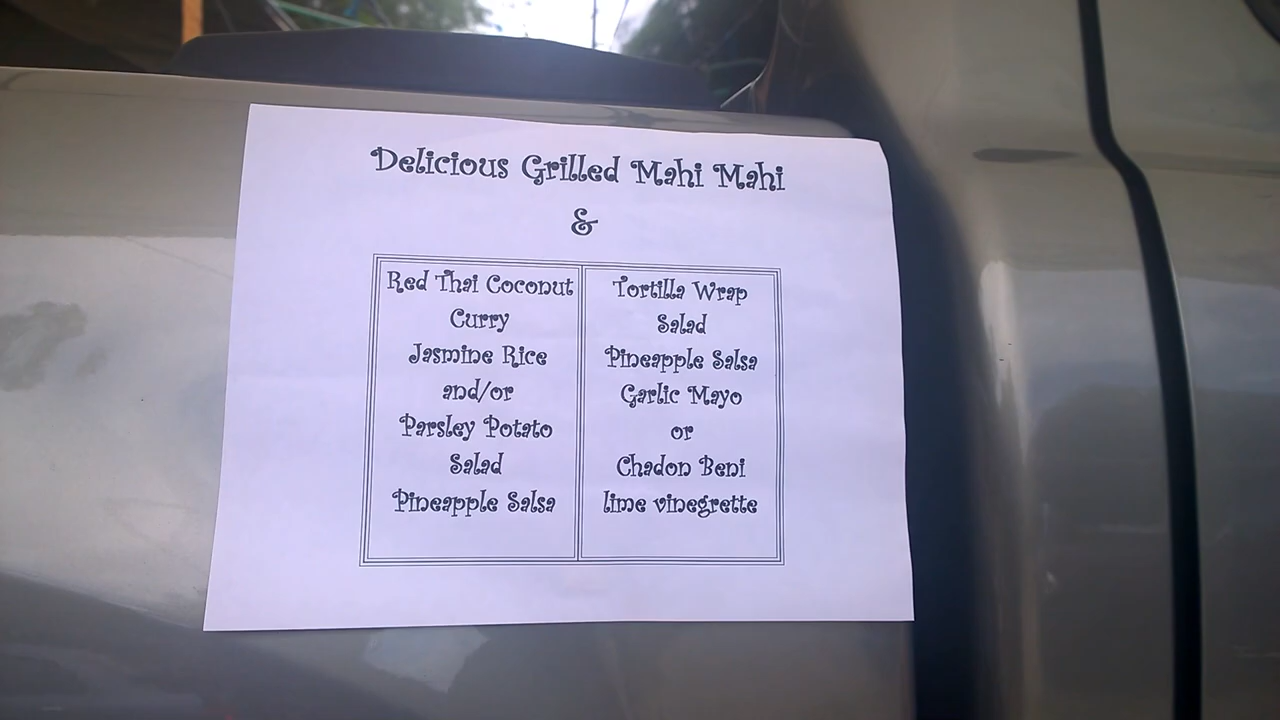 Delicious Grilled Mahi Mahi
&
Red Thai Coconut
Curry
Jasmine Rice
and/or
Parsley Potato
Salad
Pineapple Salsa
Tortilla Wrap
Salad
Pineapple Salsa
Garlic Mayo
or
Chadon Beni
lime vinegrette